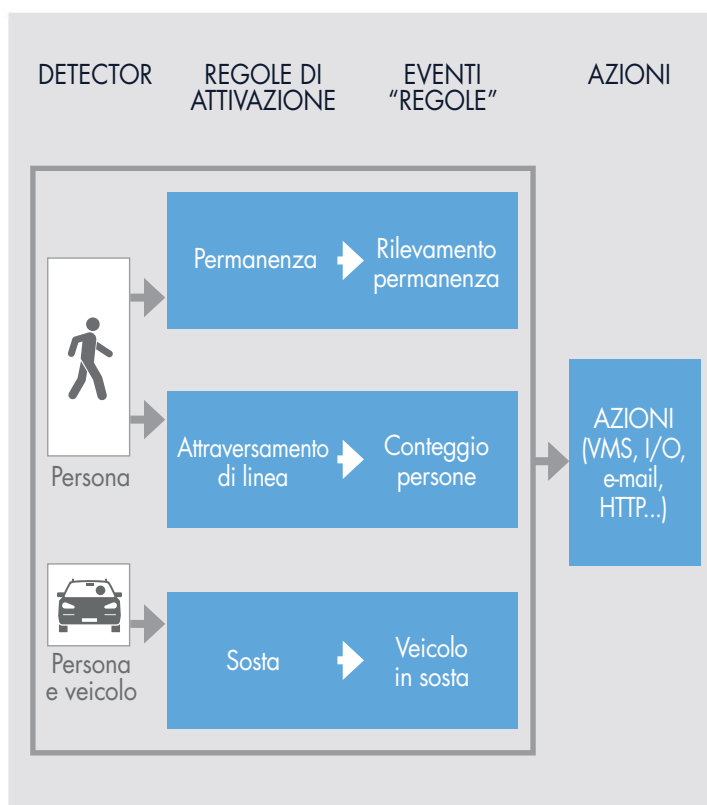 DETECTOR
REGOLE DI
ATTIVAZIONE
EVENTI
“REGOLE”
AZIONI
Persona
Permanenza
Rilevamento
permanenza
Attraversamento
di linea
Conteggio
persone
Persona
e veicolo
Sosta
Veicolo
in sosta
AZIONI
(VMS, I/O,
e-mail,
HTTP...)